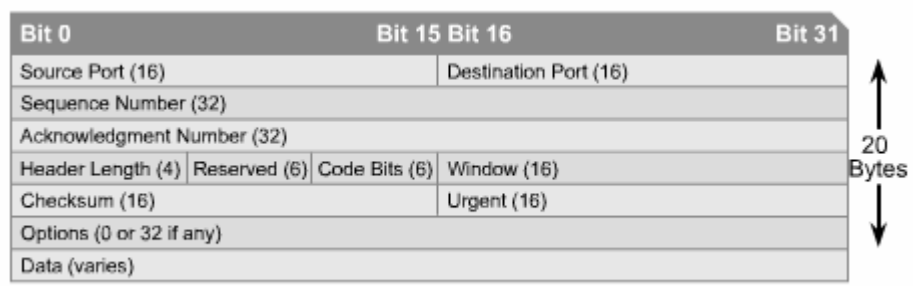 Bit 0 Bit 15 Bit 16 Bit 31
Source Port (16) Destination Port (16)
Sequence Number (32)
Acknowledgment Number (32)
Header Length (4) Reserved (6) Code Bits (6) Window (16)
Checksum (16) Urgent (16)
Options (0 or 32 if any)
Data (varies)
20
Bytes